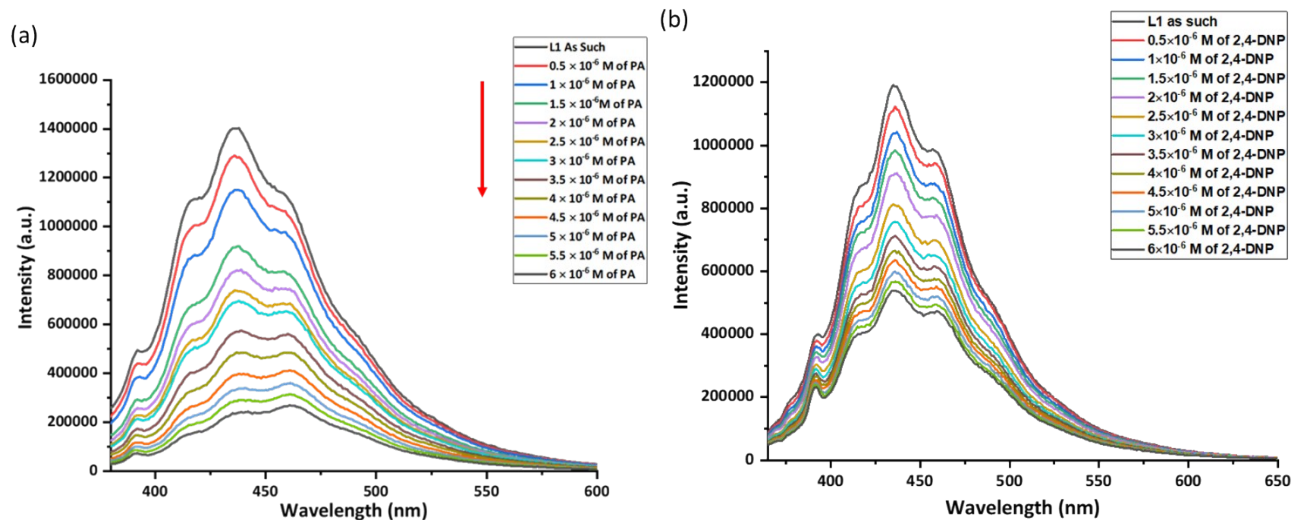 (a)
L1 As Such
0.5 × 10⁻⁶ M of PA
1 × 10⁻⁶ M of PA
1.5 × 10⁻⁶M of PA
2 × 10⁻⁶ M of PA
2.5 × 10⁻⁶ M of PA
3 × 10⁻⁶ M of PA
3.5 × 10⁻⁶ M of PA
4 × 10⁻⁶ M of PA
4.5 × 10⁻⁶ M of PA
5 × 10⁻⁶ M of PA
5.5 × 10⁻⁶ M of PA
6 × 10⁻⁶ M of PA
Intensity (a.u.)
1600000
1400000
1200000
1000000
800000
600000
400000
200000
0
400
450
500
550
600
Wavelength (nm)
(b)
L1 as such
0.5×10⁻⁶ M of 2,4-DNP
1×10⁻⁶ M of 2,4-DNP
1.5×10⁻⁶ M of 2,4-DNP
2×10⁻⁶ M of 2,4-DNP
2.5×10⁻⁶ M of 2,4-DNP
3×10⁻⁶ M of 2,4-DNP
3.5×10⁻⁶ M of 2,4-DNP
4×10⁻⁶ M of 2,4-DNP
4.5×10⁻⁶ M of 2,4-DNP
5×10⁻⁶ M of 2,4-DNP
5.5×10⁻⁶ M of 2,4-DNP
6×10⁻⁶ M of 2,4-DNP
Intensity (a.u.)
1200000
1000000
800000
600000
400000
200000
0
400
450
500
550
600
650
Wavelength (nm)